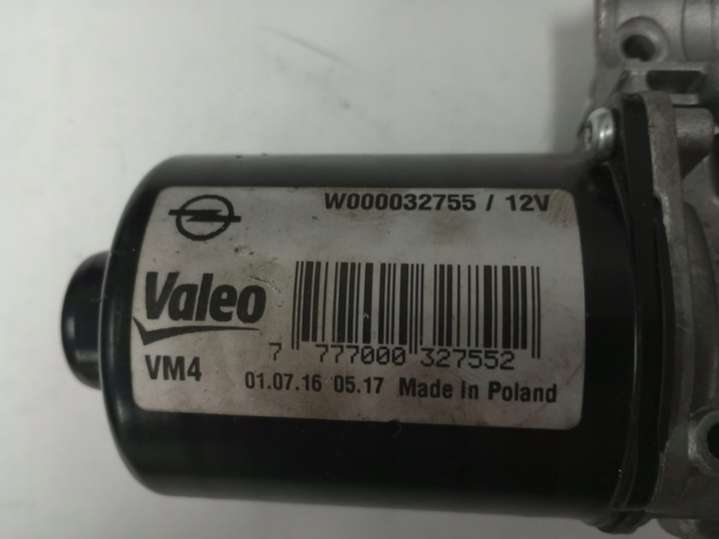 W000032755 / 12V
Valeo
7 777000 327552
VM4
01.07.16 05.17 Made in Poland